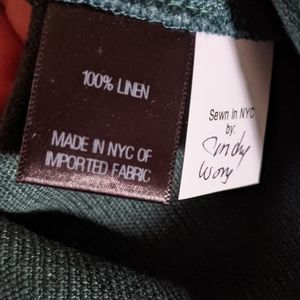 100% LINEN
MADE IN NYC OF
IMPORTED FABRIC
Sewn In NYC
by:
Cindy
Wong